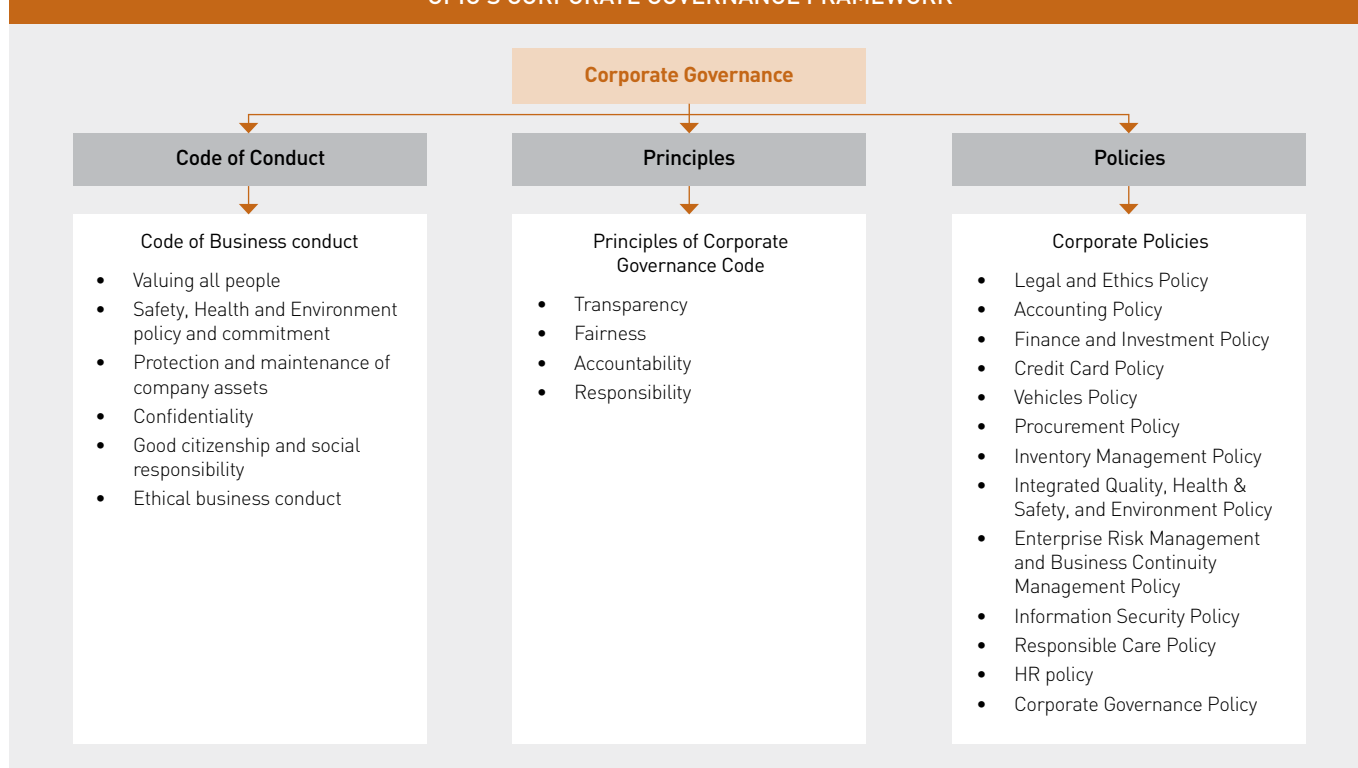 CORPORATE GOVERNANCE FRAMEWORK
Corporate Governance
Code of Conduct
Principles
Policies
Code of Business conduct
• Valuing all people
• Safety, Health and Environment
policy and commitment
• Protection and maintenance of
company assets
• Confidentiality
• Good citizenship and social
responsibility
• Ethical business conduct
Principles of Corporate
Governance Code
• Transparency
• Fairness
• Accountability
• Responsibility
Corporate Policies
• Legal and Ethics Policy
• Accounting Policy
• Finance and Investment Policy
• Credit Card Policy
• Vehicles Policy
• Procurement Policy
• Inventory Management Policy
• Integrated Quality, Health &
Safety, and Environment Policy
• Enterprise Risk Management
and Business Continuity
Management Policy
• Information Security Policy
• Responsible Care Policy
• HR policy
• Corporate Governance Policy